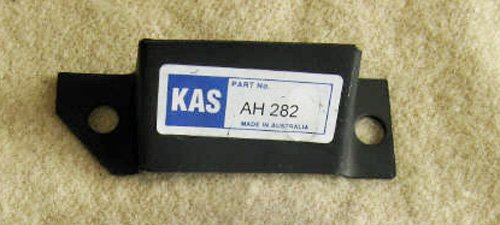 KAS
PART No.
AH 282
MADE IN AUSTRALIA